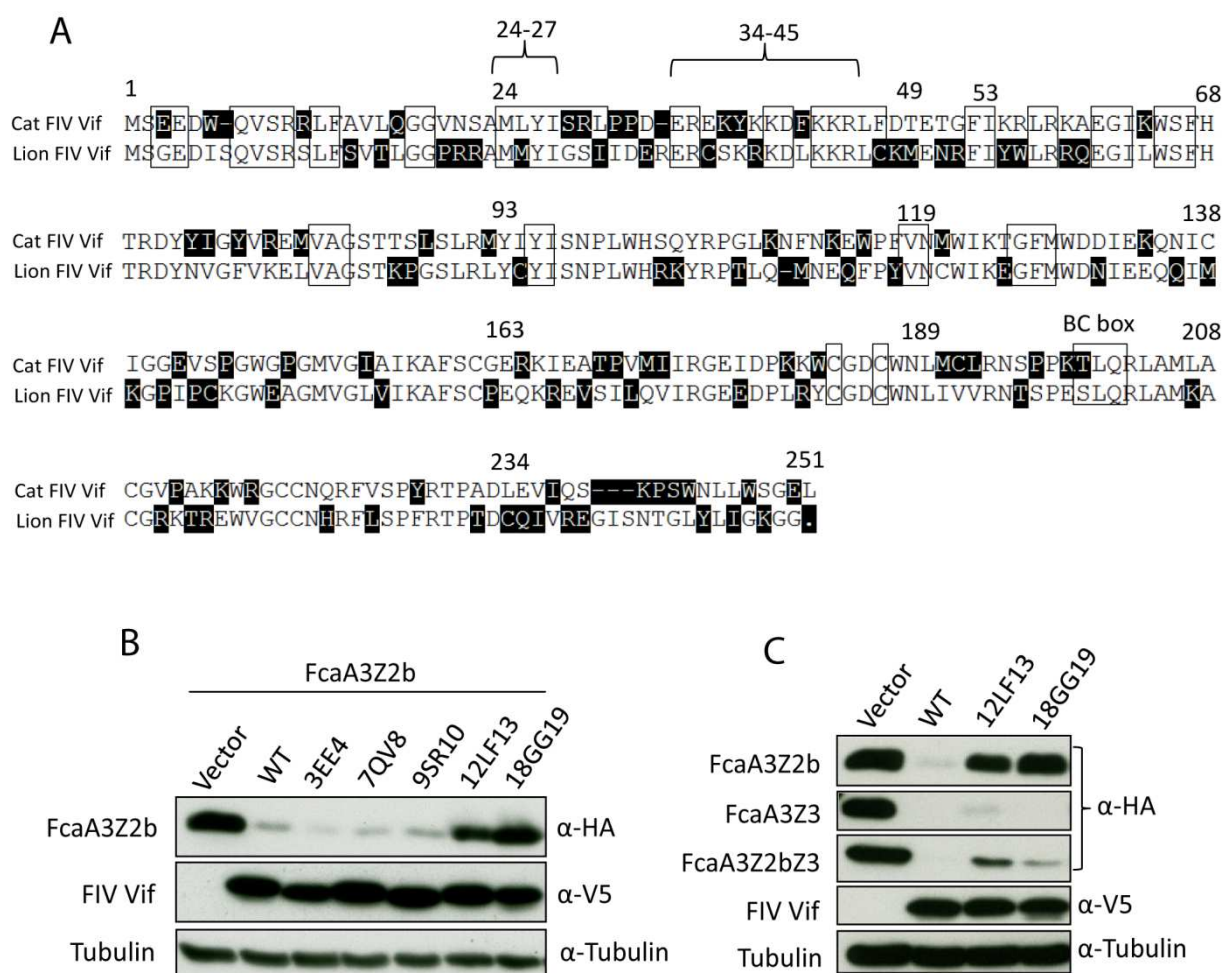 A
24-27 34-45
1 24 49 53 68
Cat FIV Vif MSEEDW-QVSRRLFAVLQGGVNSAMLYISRLPPD-EREKYKKDFKKRLFDTETGFIKRLRKAEGIKWSFH
Lion FIV Vif MSGEDISQVSRSLFSVTLGGPRRAMMYIGSIIDERERCSKRKDLKKRLCKMENRFIYWLRRQEGILWSFH
93 119 138
Cat FIV Vif TRDYYIGYVREMVAGSTTSLSLRMYIYISNPLWHSQYRPGLKNFNKEWPFVNMWIKTGFMWDDIEKQNIC
Lion FIV Vif TRDYNVGFVKELVAGSTKPGSLRLYCYISNPLWHRKYRPTLQ-MNEQFPYVNCWIKEGFMWDNIEEQQIM
163 189 BC box 208
Cat FIV Vif IGGEVSPGWGPGMVGIAIKAFSCGERKIEATPVMIIRGEIDPKKWCGDCWNLMCLRNSPPKTLQRLAMLA
Lion FIV Vif KGPIPCKGWEAGMVGLVIKAFSCPEQKREVSILQVIRGEEDPLRYCGDCWNLIVVRNTSPESLQRLAMKA
234 251
Cat FIV Vif CGVPAKKWRGCCNQRFVSPYRTPADLEVIQS---KPSWNLLWSGEL
Lion FIV Vif CGRKTREWVGCCNHRFLSPFRTPTDCQIVREGISNTGLYLIGKGG.
B
FcaA3Z2b
Vector WT 3EE4 7QV8 9SR10 12LF13 18GG19
FcaA3Z2b α-HA
FIV Vif α-V5
Tubulin α-Tubulin
C
Vector WT 12LF13 18GG19
FcaA3Z2b
FcaA3Z3 α-HA
FcaA3Z2bZ3
FIV Vif α-V5
Tubulin α-Tubulin